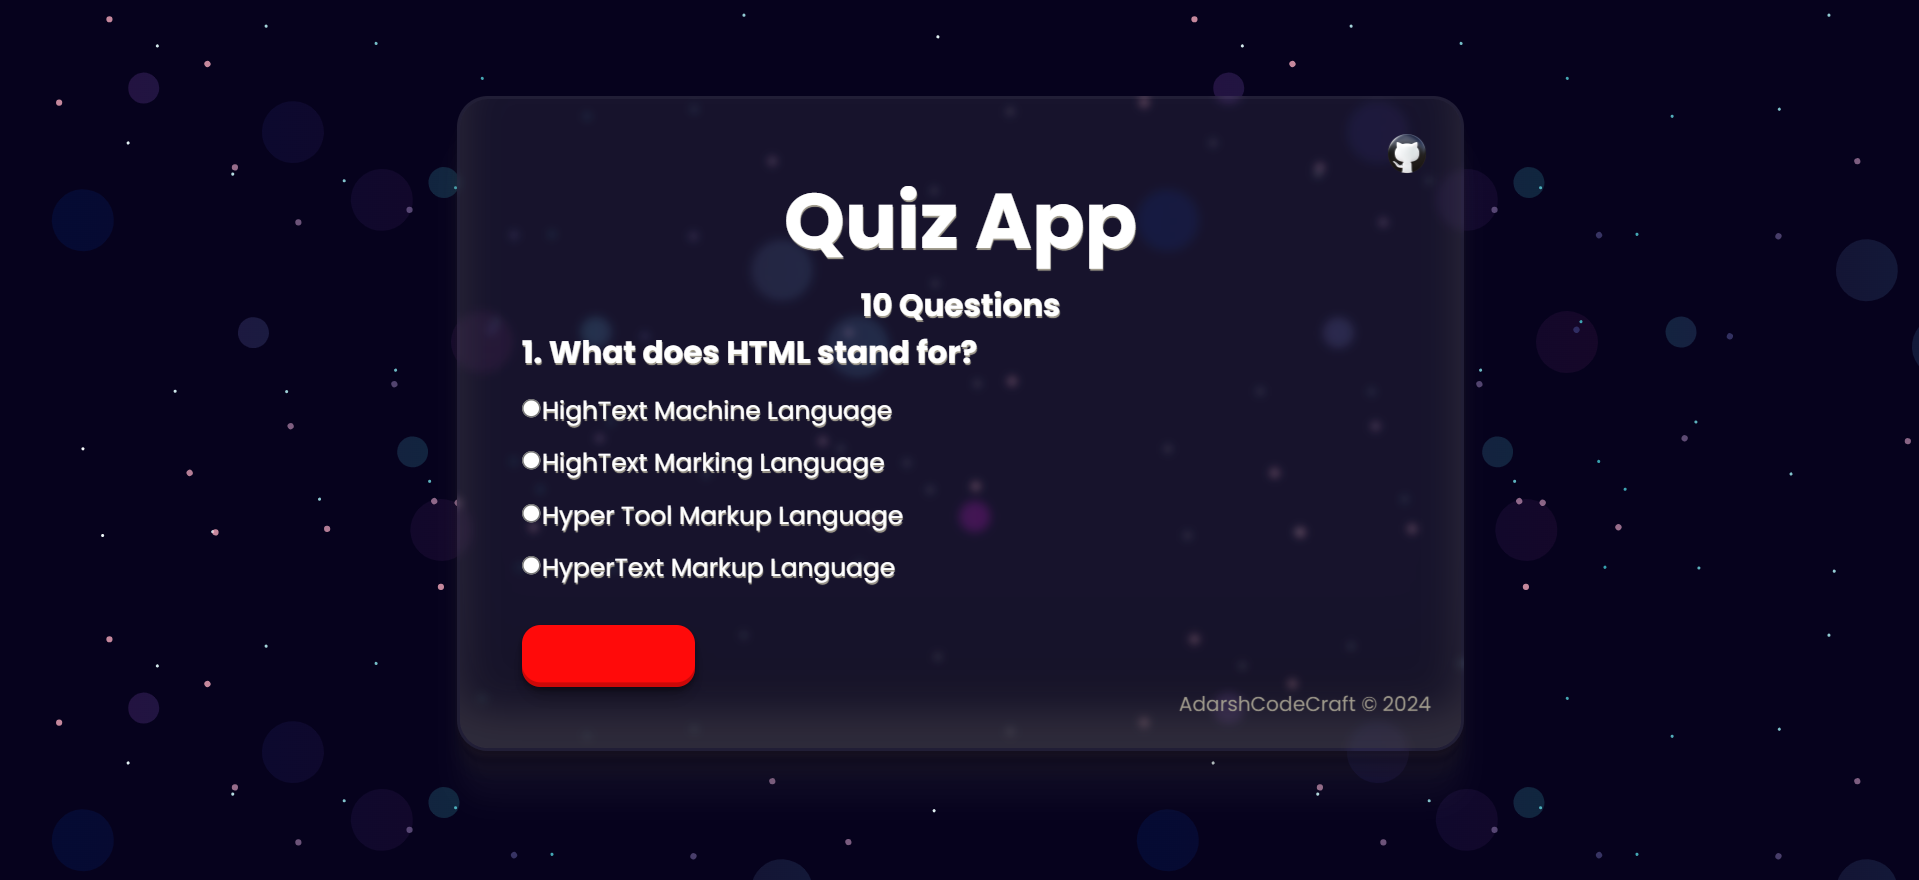 Quiz App
10 Questions
1. What does HTML stand for?
HighText Machine Language
HighText Marking Language
Hyper Tool Markup Language
HyperText Markup Language
AdarshCodeCraft © 2024